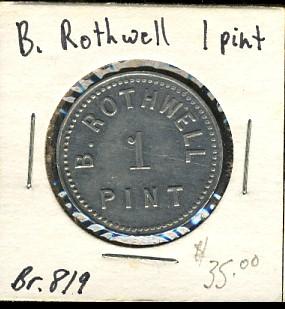 B. Rothwell 1 pint
B. ROTHWELL
1
PINT
Br. 819
$35.00